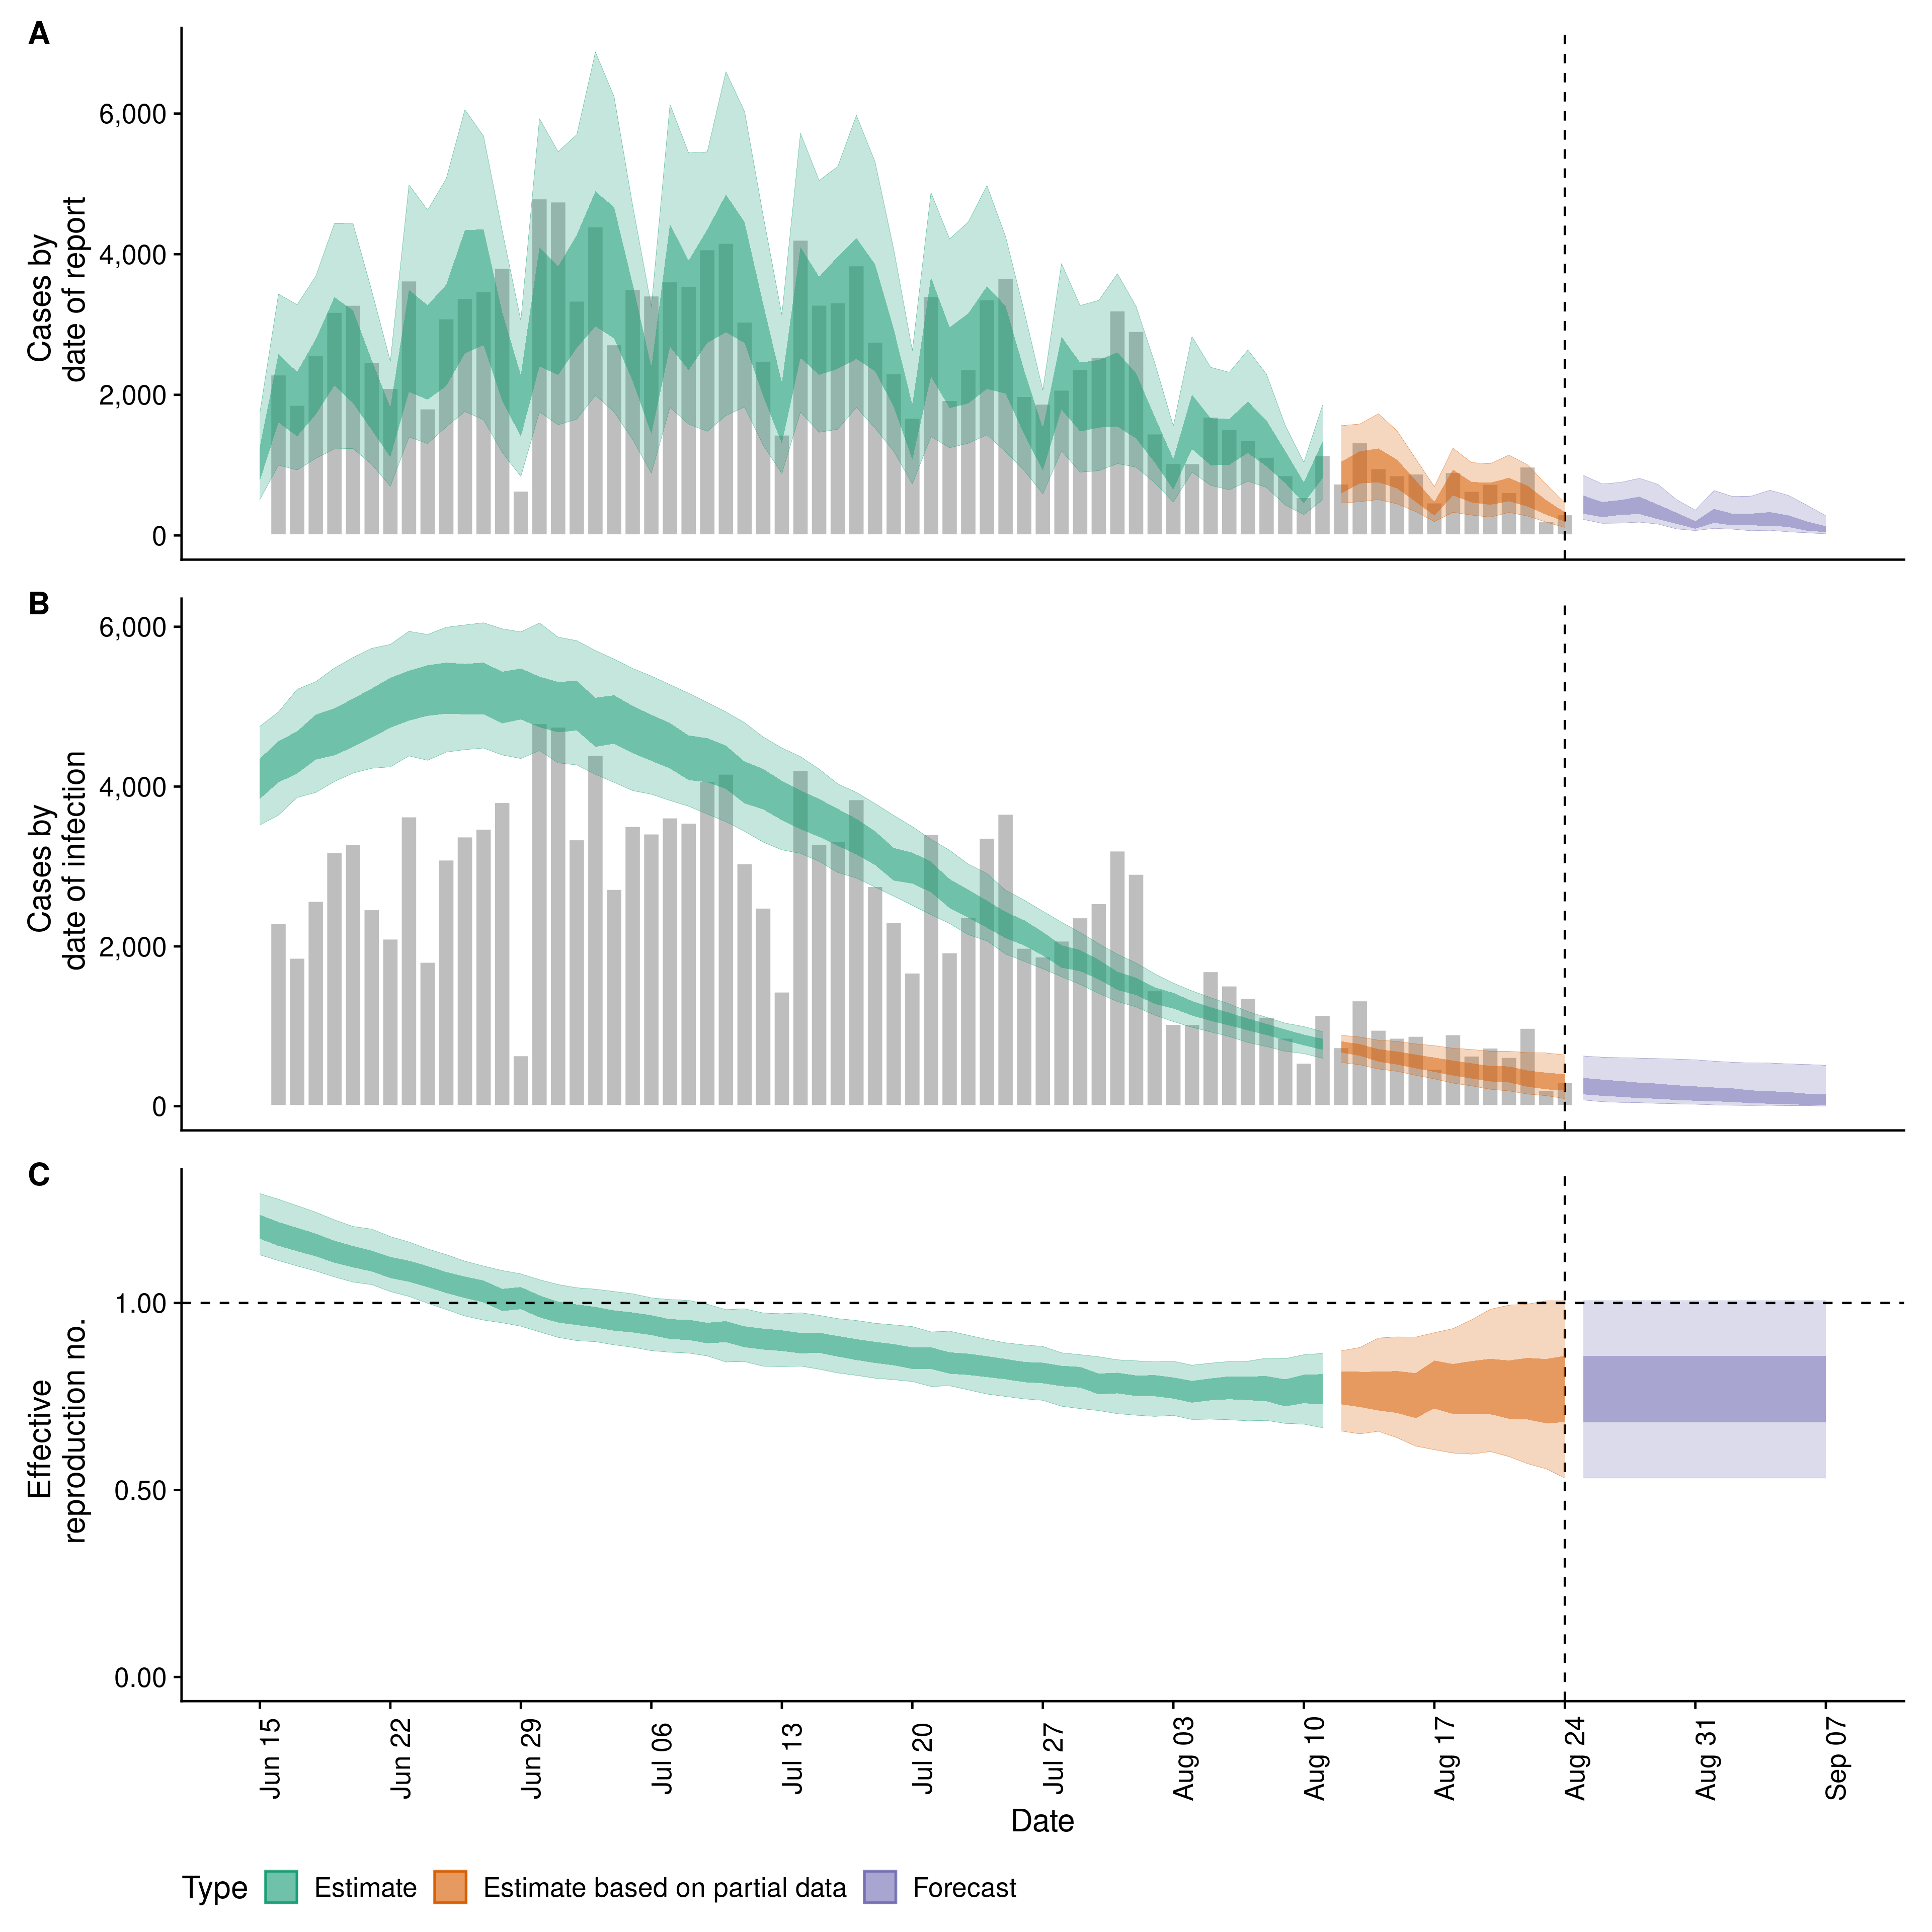 A
6,000
4,000
2,000
0
Cases by
date of report
B
6,000
4,000
2,000
0
Cases by
date of infection
C
1.00
0.50
0.00
Effective
reproduction no.
Jun 15
Jun 22
Jun 29
Jul 06
Jul 13
Jul 20
Jul 27
Aug 03
Aug 10
Aug 17
Aug 24
Aug 31
Sep 07
Date
Type Estimate Estimate based on partial data Forecast